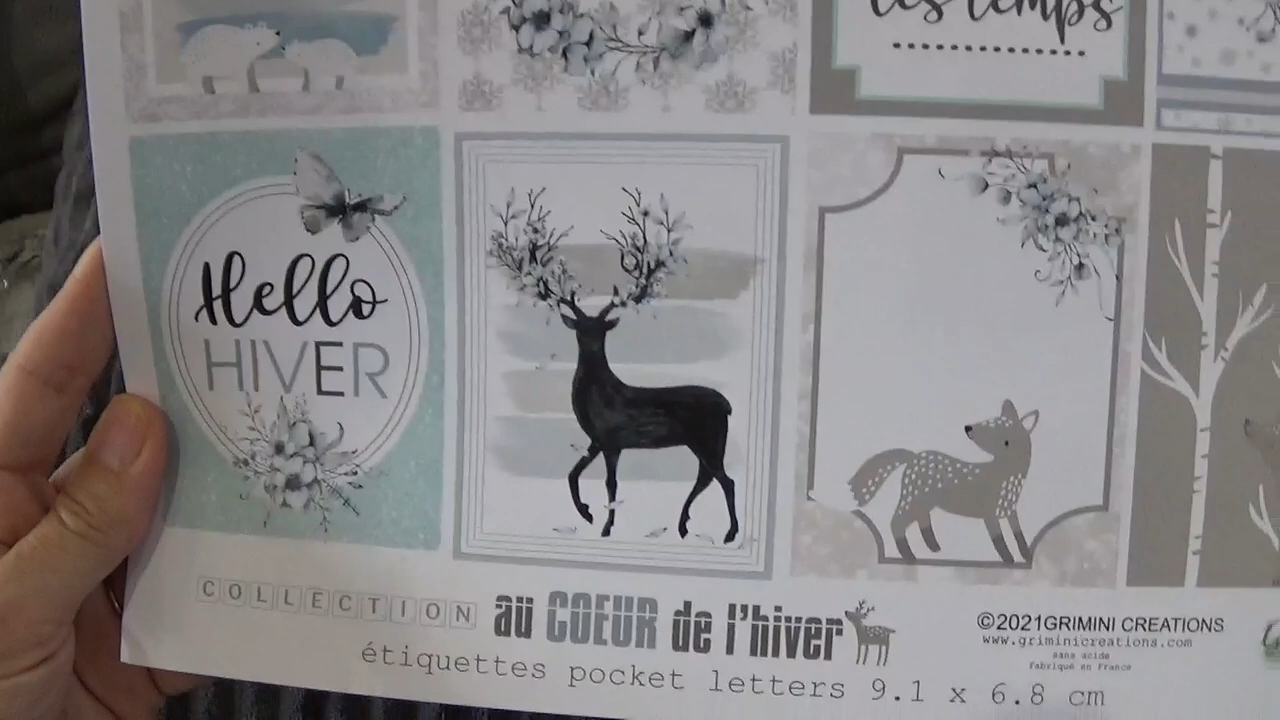 les temps
Hello
HIVER
COLLECTION aü COEUR de l'hiver
étiquettes pocket letters 9.1 x 6.8 cm
©2021GRIMINI CREATIONS
www.griminicreations.com
sans acide
fabriqué en France